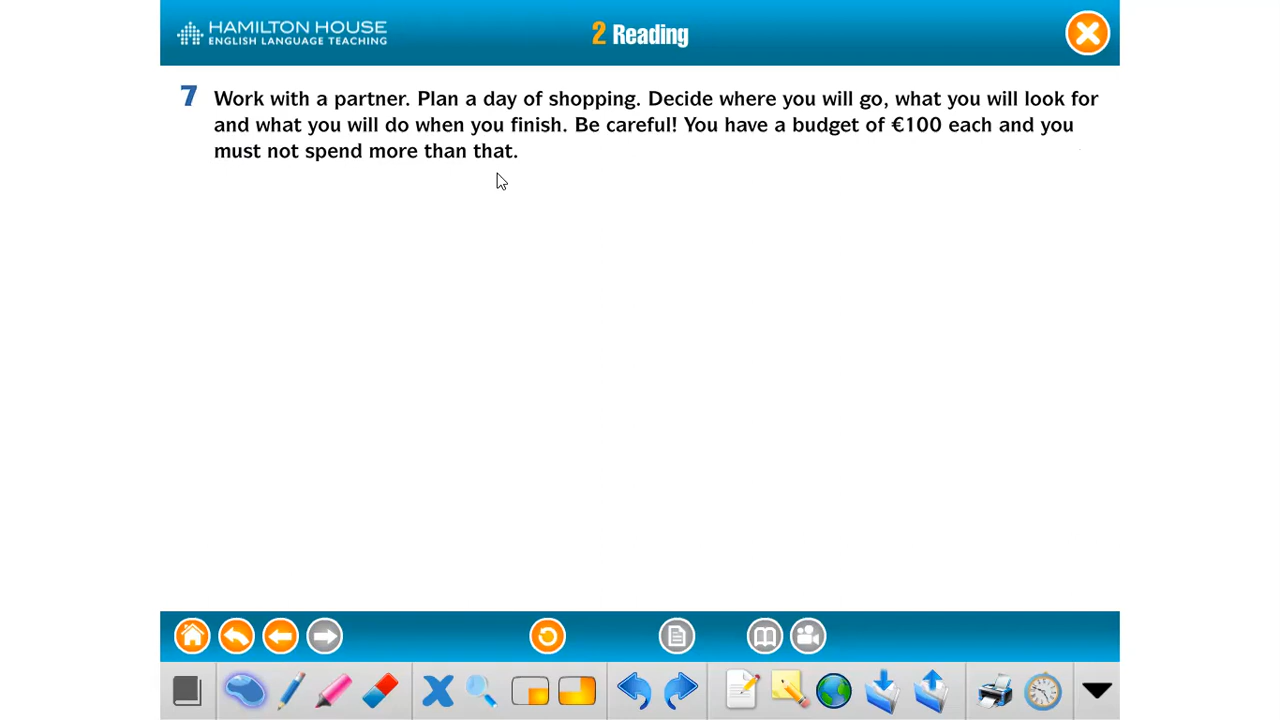 HAMILTON HOUSE
ENGLISH LANGUAGE TEACHING
2 Reading
7 Work with a partner. Plan a day of shopping. Decide where you will go, what you will look for
and what you will do when you finish. Be careful! You have a budget of €100 each and you
must not spend more than that.